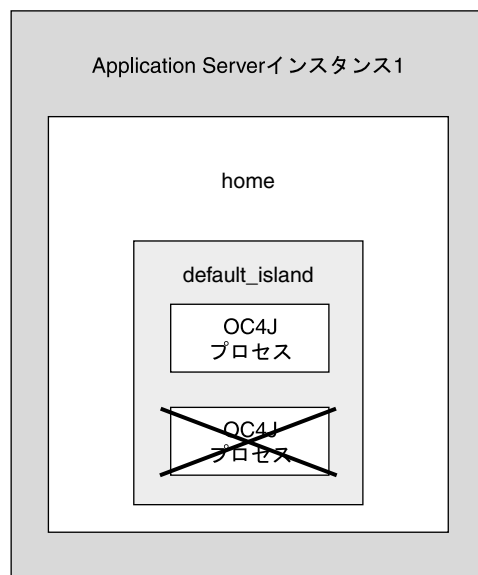 Application Serverインスタンス1
home
default_island
OC4J
プロセス
OC4J
プロセス